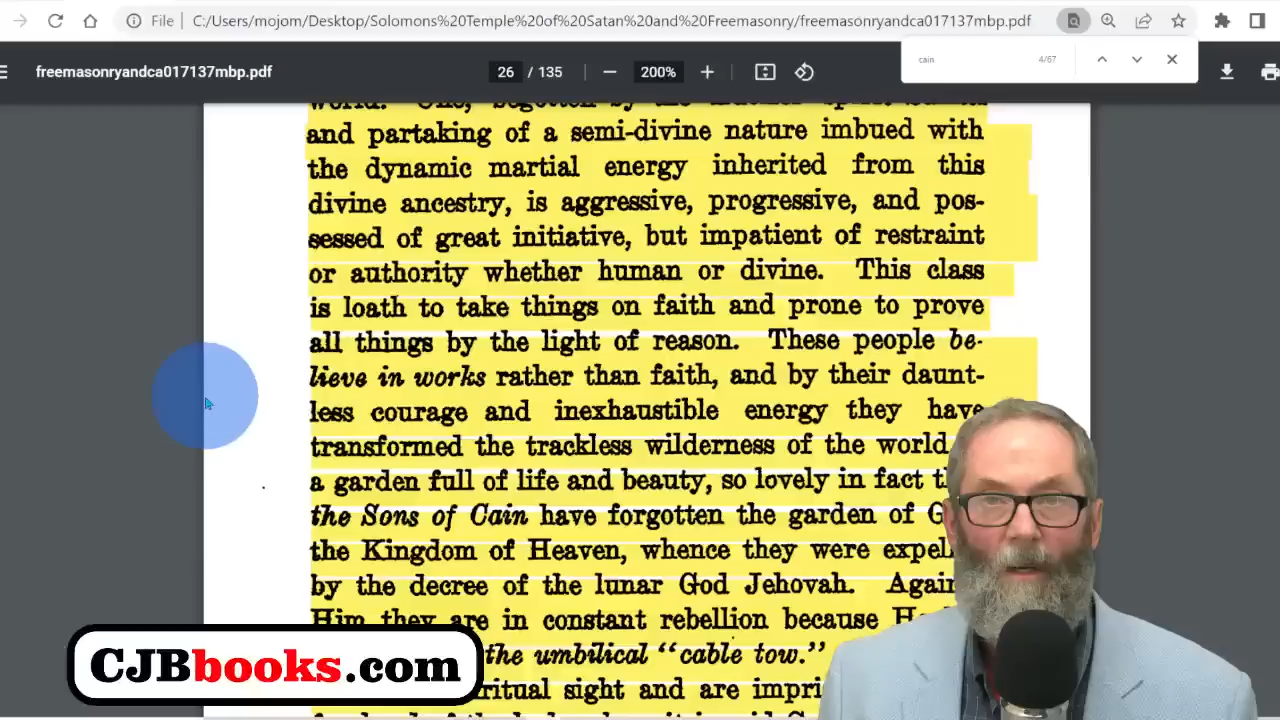 File C:/Users/mojom/Desktop/Solomons%20Temple%20of%20Satan%20and%20Freemasonry/freemasonryandca017137mbp.pdf
cain 4/67
freemasonryandca017137mbp.pdf 26 / 135 200%
and partaking of a semi-divine nature imbued with
the dynamic martial energy inherited from this
divine ancestry, is aggressive, progressive, and pos-
sessed of great initiative, but impatient of restraint
or authority whether human or divine. This class
is loath to take things on faith and prone to prove
all things by the light of reason. These people be-
lieve in works rather than faith, and by their daunt-
less courage and inexhaustible energy they have
transformed the trackless wilderness of the world
a garden full of life and beauty, so lovely in fact
the Sons of Cain have forgotten the garden of
the Kingdom of Heaven, whence they were
by the decree of the lunar God Jehovah.
Him they are in constant rebellion because
the umbilical "cable tow."
sight and are
CJBbooks.com